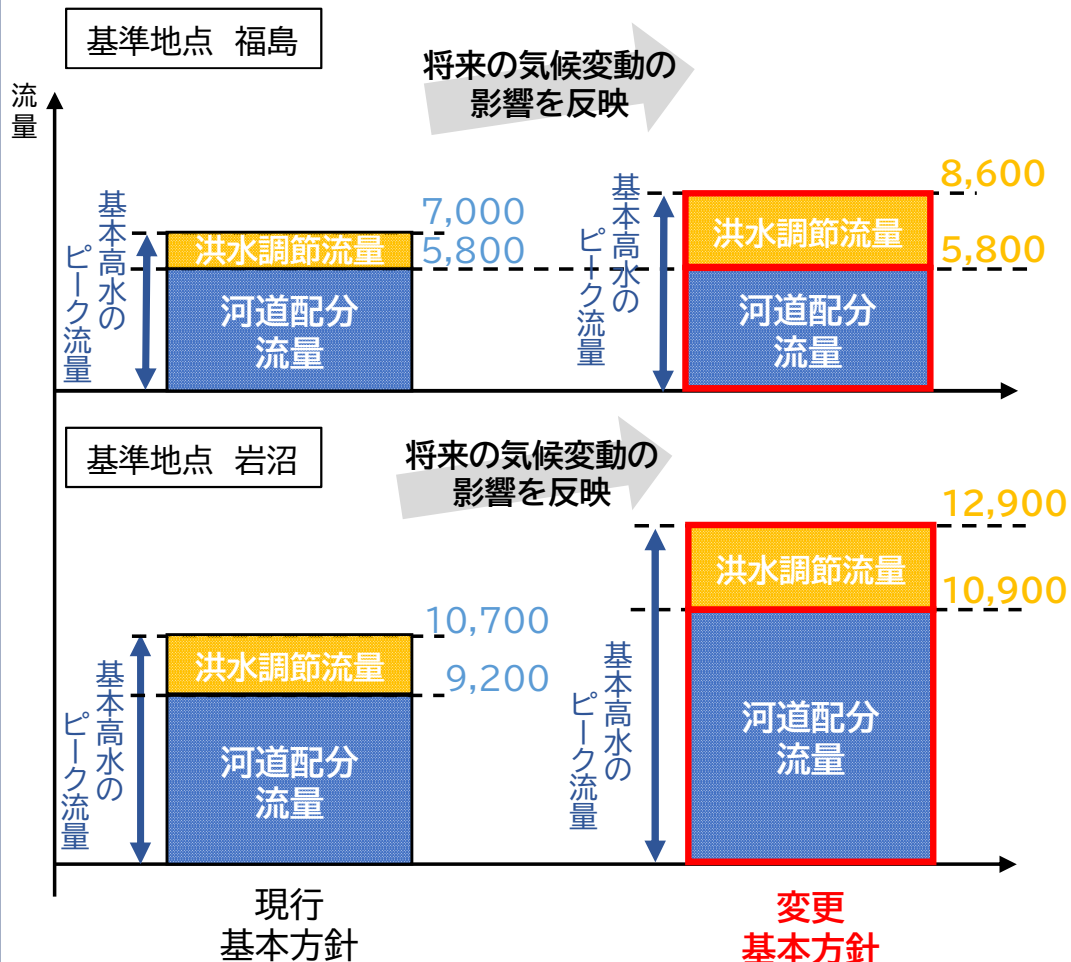 基準地点 福島
将来の気候変動の
影響を反映
流量
基本高水の
ピーク流量
7,000
洪水調節流量
5,800
河道配分
流量
基本高水の
ピーク流量
8,600
洪水調節流量
5,800
河道配分
流量
基準地点 岩沼
将来の気候変動の
影響を反映
基本高水の
ピーク流量
10,700
洪水調節流量
9,200
河道配分
流量
基本高水の
ピーク流量
12,900
洪水調節流量
10,900
河道配分
流量
現行
基本方針
変更
基本方針